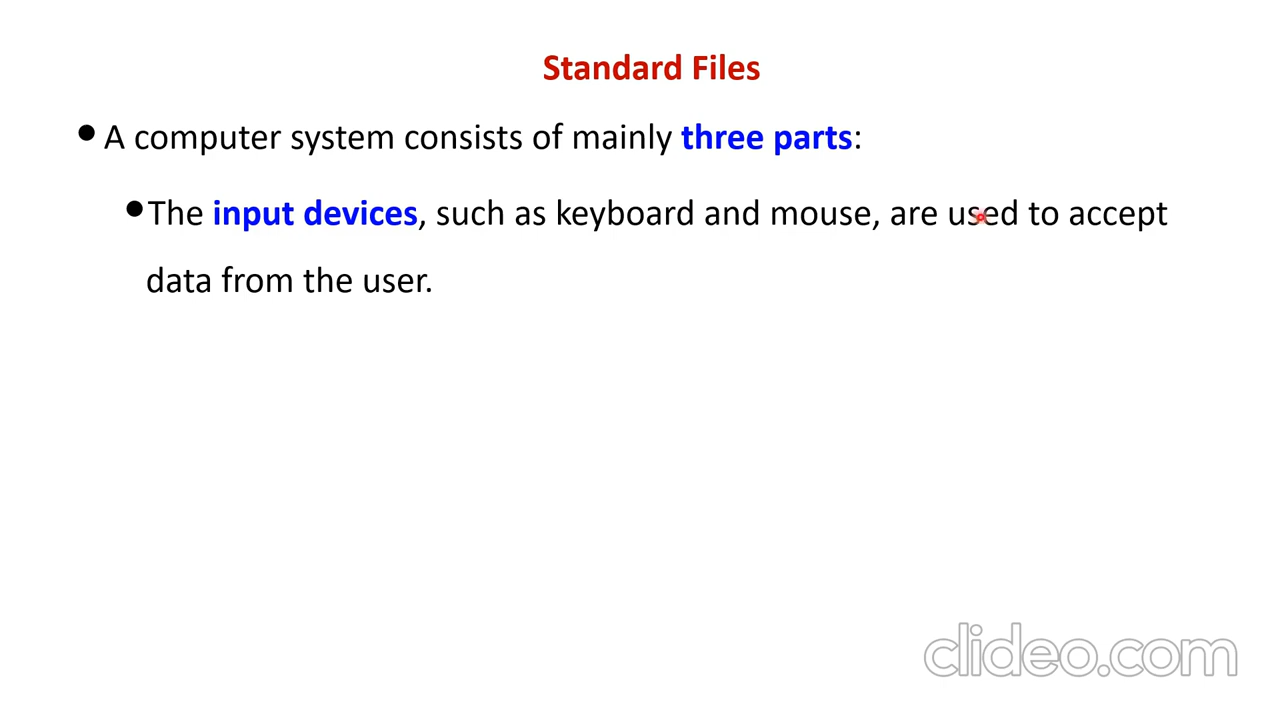 Standard Files
• A computer system consists of mainly three parts:
• The input devices, such as keyboard and mouse, are used to accept
data from the user.
clideo.com